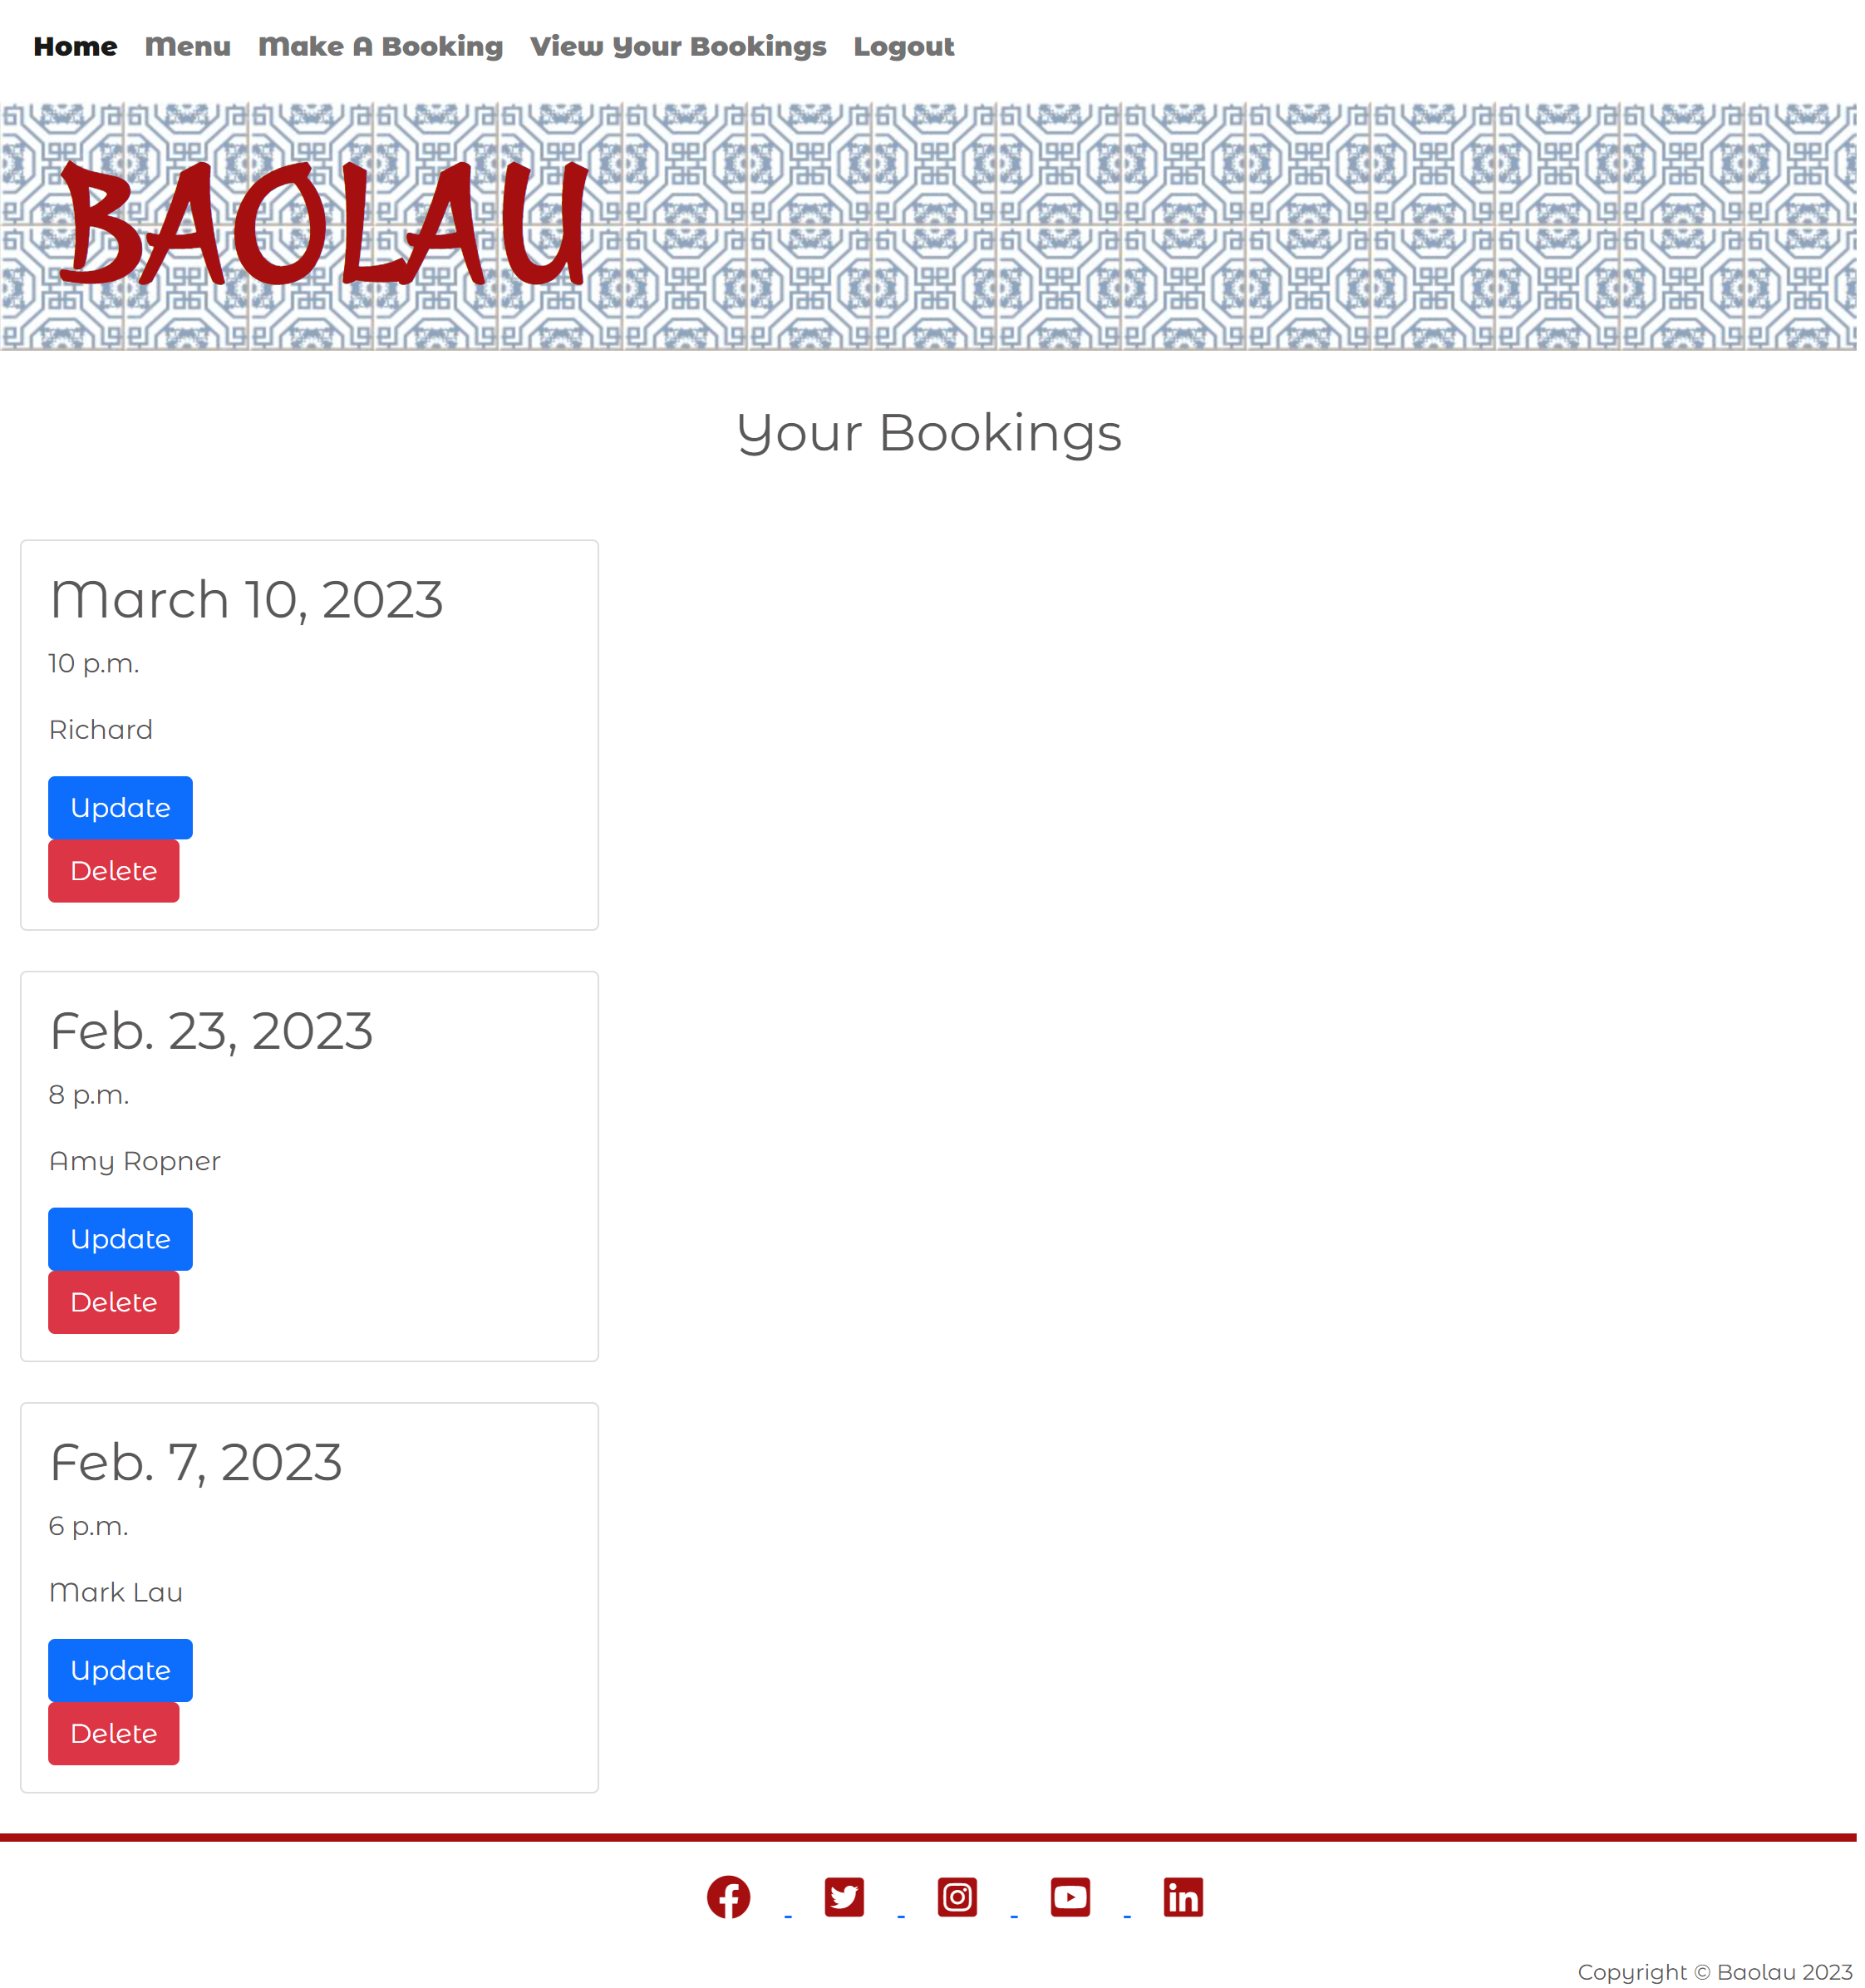 Home Menu Make A Booking View Your Bookings Logout
BAOLAU
Your Bookings
March 10, 2023
10 p.m.
Richard
Update
Delete
Feb. 23, 2023
8 p.m.
Amy Ropner
Update
Delete
Feb. 7, 2023
6 p.m.
Mark Lau
Update
Delete
Copyright © Baolau 2023